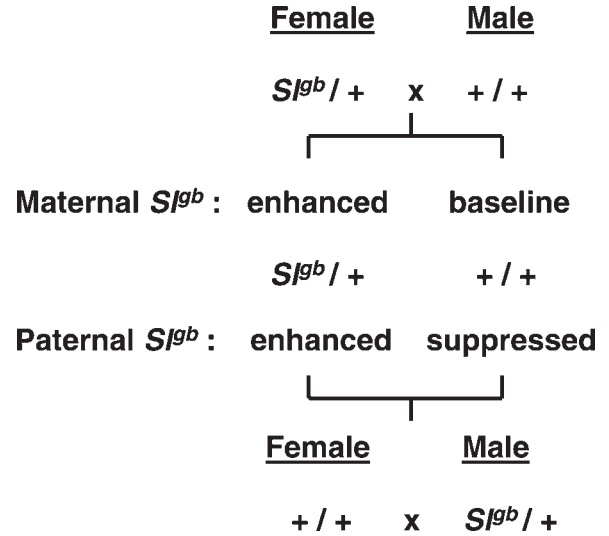 Female Male
Sl^gb / + x + / +
Maternal Sl^gb : enhanced baseline
Sl^gb / + + / +
Paternal Sl^gb : enhanced suppressed
Female Male
+ / + x Sl^gb / +